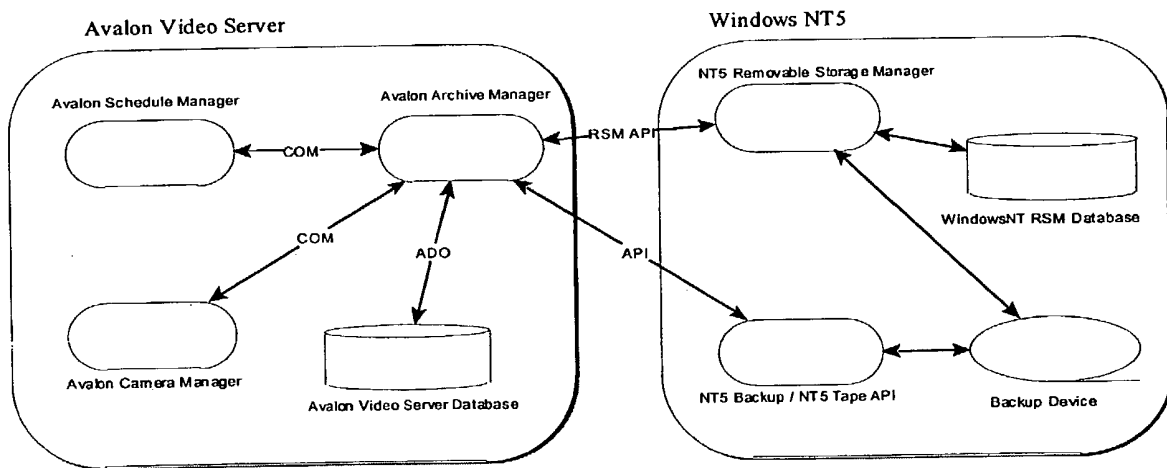 Avalon Video Server
Windows NT5
Avalon Schedule Manager
Avalon Archive Manager
NT5 Removable Storage Manager
COM
RSM API
WindowsNT RSM Database
COM
ADO
API
Avalon Camera Manager
Avalon Video Server Database
NT5 Backup / NT5 Tape API
Backup Device